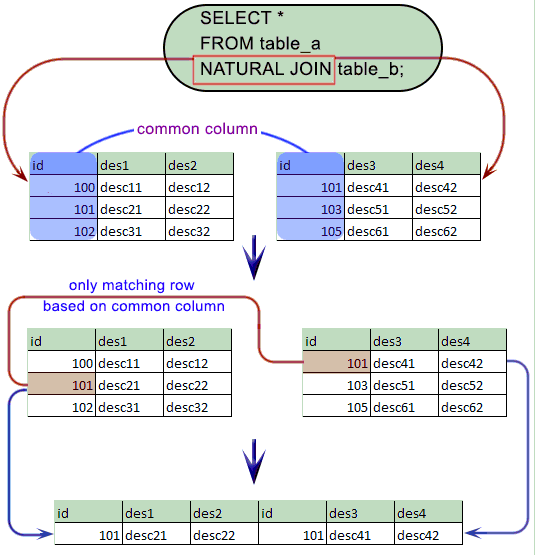 SELECT *
FROM table_a
NATURAL JOIN table_b;
common column
id des1 des2
100 desc11 desc12
101 desc21 desc22
102 desc31 desc32
id des3 des4
101 desc41 desc42
103 desc51 desc52
105 desc61 desc62
only matching row
based on common column
id des1 des2
100 desc11 desc12
101 desc21 desc22
102 desc31 desc32
id des3 des4
101 desc41 desc42
103 desc51 desc52
105 desc61 desc62
id des1 des2 id des3 des4
101 desc21 desc22 101 desc41 desc42